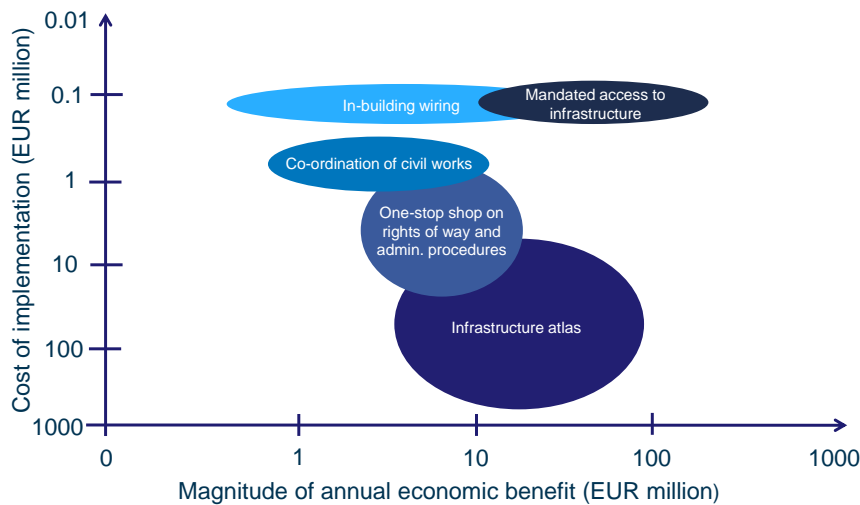 0.01
0.1
1
10
100
1000
Cost of implementation (EUR million)
In-building wiring
Mandated access to
infrastructure
Co-ordination of civil works
One-stop shop on
rights of way and
admin. procedures
Infrastructure atlas
0
1
10
100
1000
Magnitude of annual economic benefit (EUR million)